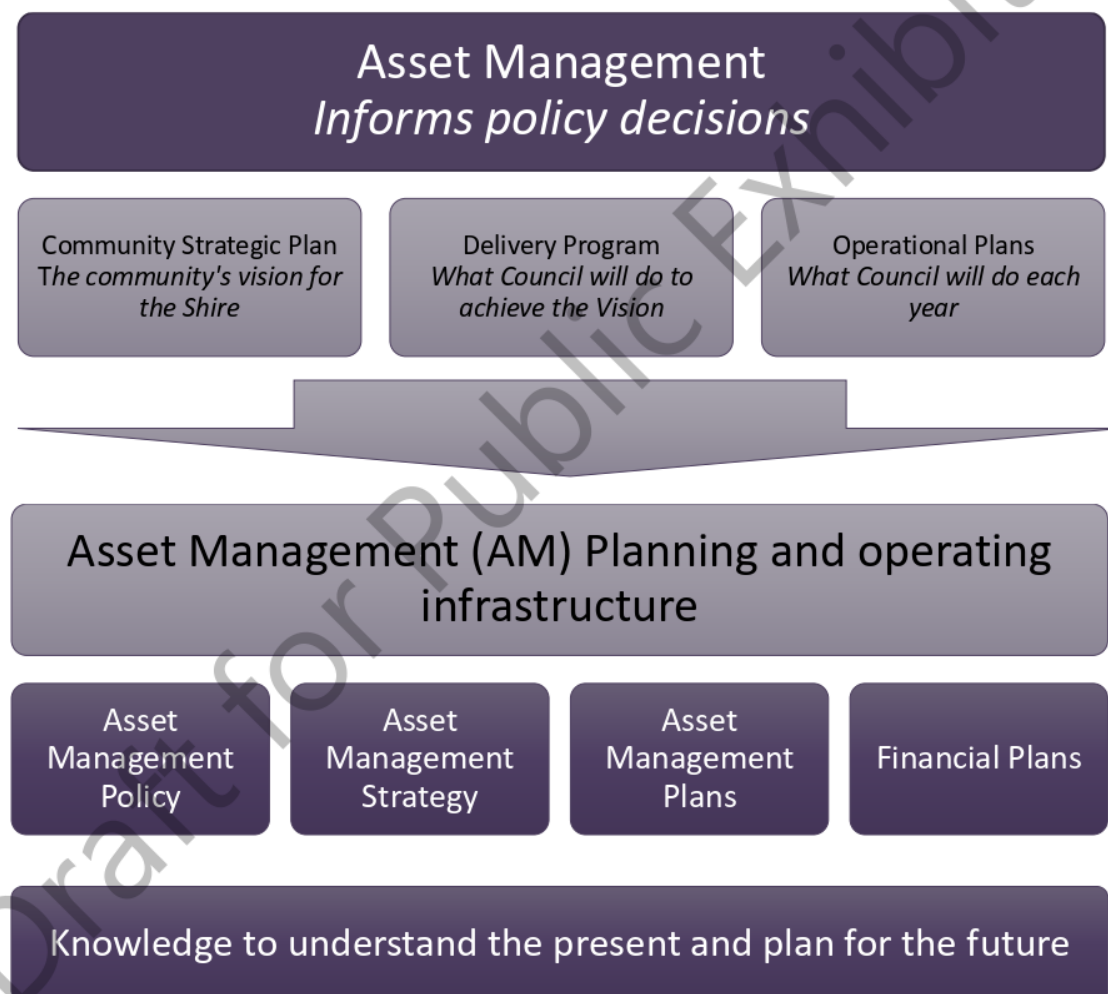 Asset Management
Informs policy decisions
Community Strategic Plan
The community's vision for
the Shire
Delivery Program
What Council will do to
achieve the Vision
Operational Plans
What Council will do each
year
Asset Management (AM) Planning and operating
infrastructure
Asset
Management
Policy
Asset
Management
Strategy
Asset
Management
Plans
Financial Plans
Knowledge to understand the present and plan for the future
Draft for Public Exhibit